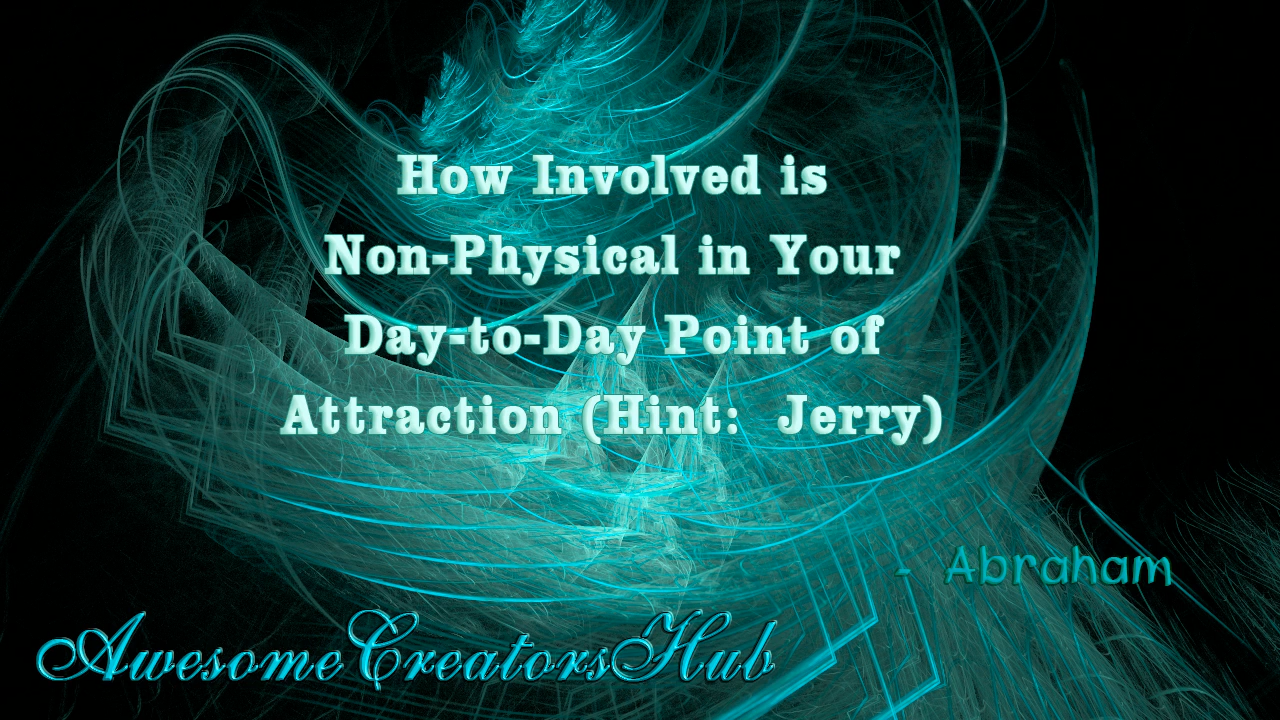 How Involved is
Non-Physical in Your
Day-to-Day Point of
Attraction (Hint:  Jerry)
- Abraham
AwesomeCreatorsHub